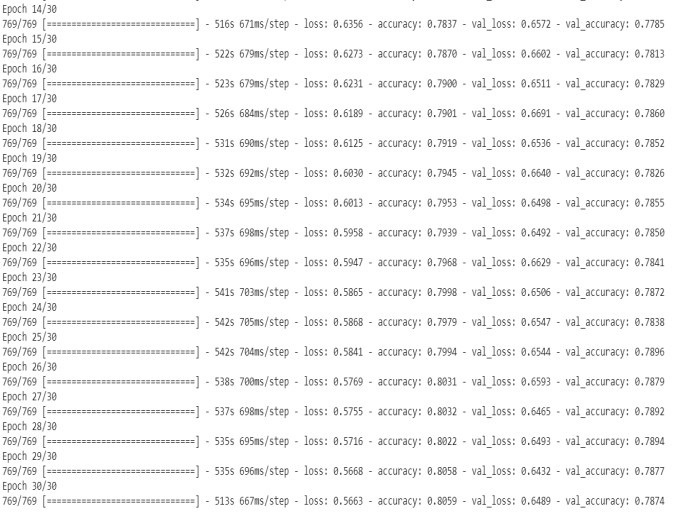 Epoch 14/30
769/769 [==============================] - 516s 671ms/step - loss: 0.6356 - accuracy: 0.7837 - val_loss: 0.6572 - val_accuracy: 0.7785
Epoch 15/30
769/769 [==============================] - 522s 679ms/step - loss: 0.6273 - accuracy: 0.7870 - val_loss: 0.6602 - val_accuracy: 0.7813
Epoch 16/30
769/769 [==============================] - 523s 679ms/step - loss: 0.6231 - accuracy: 0.7900 - val_loss: 0.6511 - val_accuracy: 0.7829
Epoch 17/30
769/769 [==============================] - 526s 684ms/step - loss: 0.6189 - accuracy: 0.7901 - val_loss: 0.6691 - val_accuracy: 0.7860
Epoch 18/30
769/769 [==============================] - 531s 690ms/step - loss: 0.6125 - accuracy: 0.7919 - val_loss: 0.6536 - val_accuracy: 0.7852
Epoch 19/30
769/769 [==============================] - 532s 692ms/step - loss: 0.6030 - accuracy: 0.7945 - val_loss: 0.6640 - val_accuracy: 0.7826
Epoch 20/30
769/769 [==============================] - 534s 695ms/step - loss: 0.6013 - accuracy: 0.7953 - val_loss: 0.6498 - val_accuracy: 0.7855
Epoch 21/30
769/769 [==============================] - 537s 698ms/step - loss: 0.5958 - accuracy: 0.7939 - val_loss: 0.6492 - val_accuracy: 0.7850
Epoch 22/30
769/769 [==============================] - 535s 696ms/step - loss: 0.5947 - accuracy: 0.7968 - val_loss: 0.6629 - val_accuracy: 0.7841
Epoch 23/30
769/769 [==============================] - 541s 703ms/step - loss: 0.5865 - accuracy: 0.7998 - val_loss: 0.6506 - val_accuracy: 0.7872
Epoch 24/30
769/769 [==============================] - 542s 705ms/step - loss: 0.5868 - accuracy: 0.7979 - val_loss: 0.6547 - val_accuracy: 0.7838
Epoch 25/30
769/769 [==============================] - 542s 704ms/step - loss: 0.5841 - accuracy: 0.7994 - val_loss: 0.6544 - val_accuracy: 0.7896
Epoch 26/30
769/769 [==============================] - 538s 700ms/step - loss: 0.5769 - accuracy: 0.8031 - val_loss: 0.6593 - val_accuracy: 0.7879
Epoch 27/30
769/769 [==============================] - 537s 698ms/step - loss: 0.5755 - accuracy: 0.8032 - val_loss: 0.6465 - val_accuracy: 0.7892
Epoch 28/30
769/769 [==============================] - 535s 695ms/step - loss: 0.5716 - accuracy: 0.8022 - val_loss: 0.6493 - val_accuracy: 0.7894
Epoch 29/30
769/769 [==============================] - 535s 696ms/step - loss: 0.5668 - accuracy: 0.8058 - val_loss: 0.6432 - val_accuracy: 0.7877
Epoch 30/30
769/769 [==============================] - 513s 667ms/step - loss: 0.5663 - accuracy: 0.8059 - val_loss: 0.6489 - val_accuracy: 0.7874